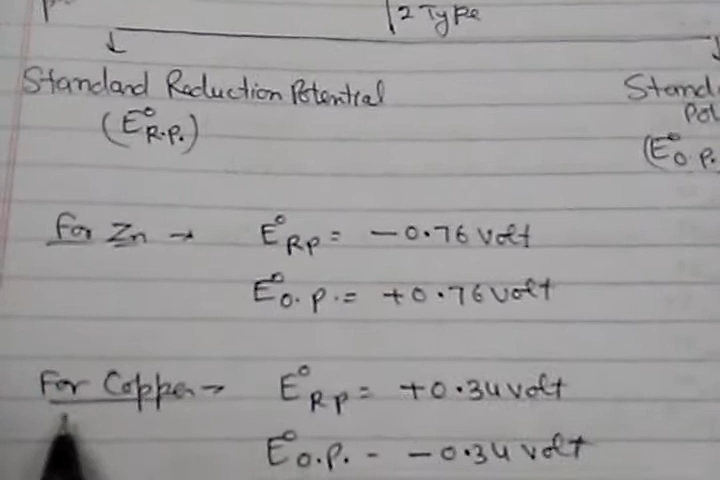 2 Type
Standard Reduction Potential
(E°R.P.)
For Zn → E°RP = -0.76 volt
E°O.P. = +0.76 volt
For Copper → E°RP = +0.34 volt
E°O.P. - -0.34 volt
Stand
Pot
(E°O.P.